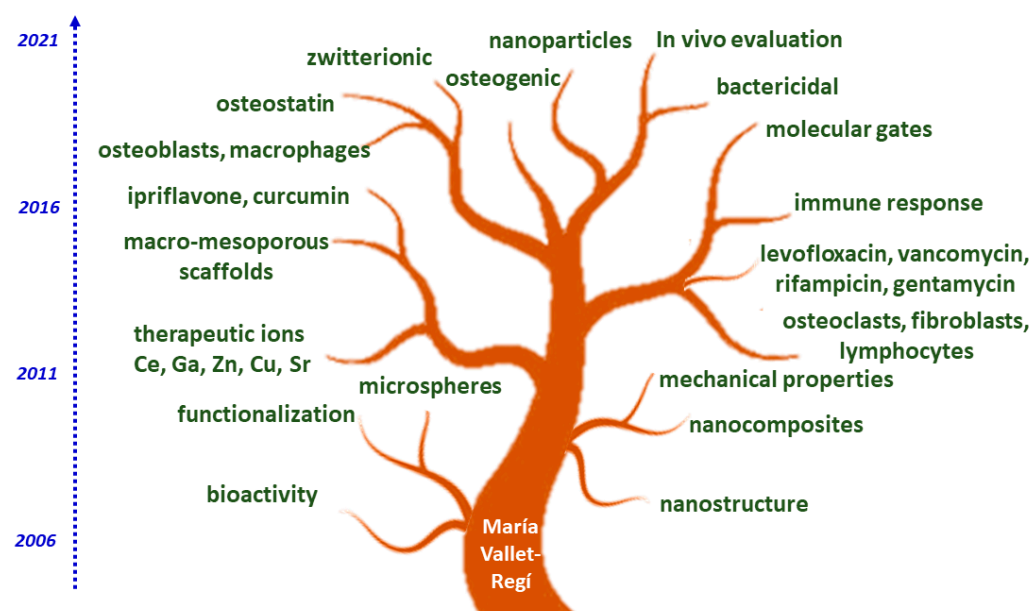 2021
2016
2011
2006
zwitterionic
nanoparticles
In vivo evaluation
osteogenic
bactericidal
osteostatin
molecular gates
osteoblasts, macrophages
ipriflavone, curcumin
immune response
macro-mesoporous
scaffolds
levofloxacin, vancomycin,
rifampicin, gentamycin
osteoclasts, fibroblasts,
lymphocytes
therapeutic ions
Ce, Ga, Zn, Cu, Sr
microspheres
mechanical properties
functionalization
nanocomposites
bioactivity
nanostructure
María
Vallet-
Regí